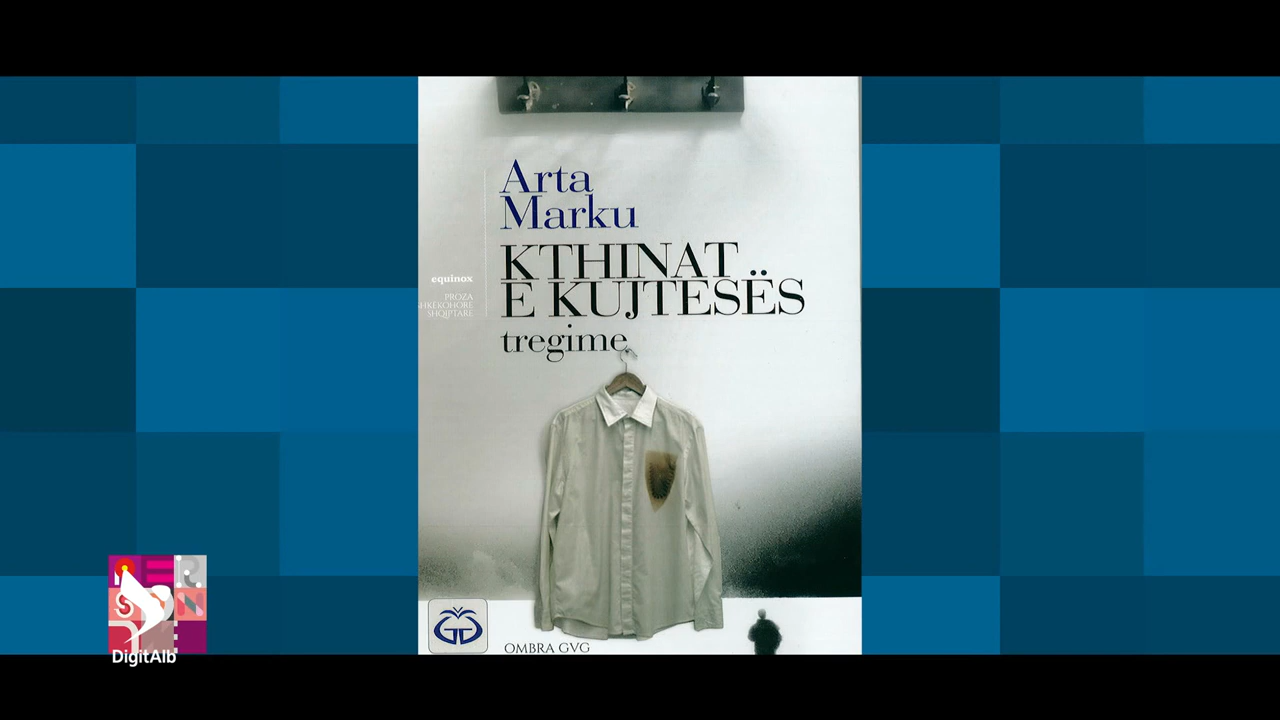 Arta
Marku
KTHINAT
E KUJTESËS
tregime
equinox
PROZA
SHQIPTARE
OMBRA GVG
DigitAlb